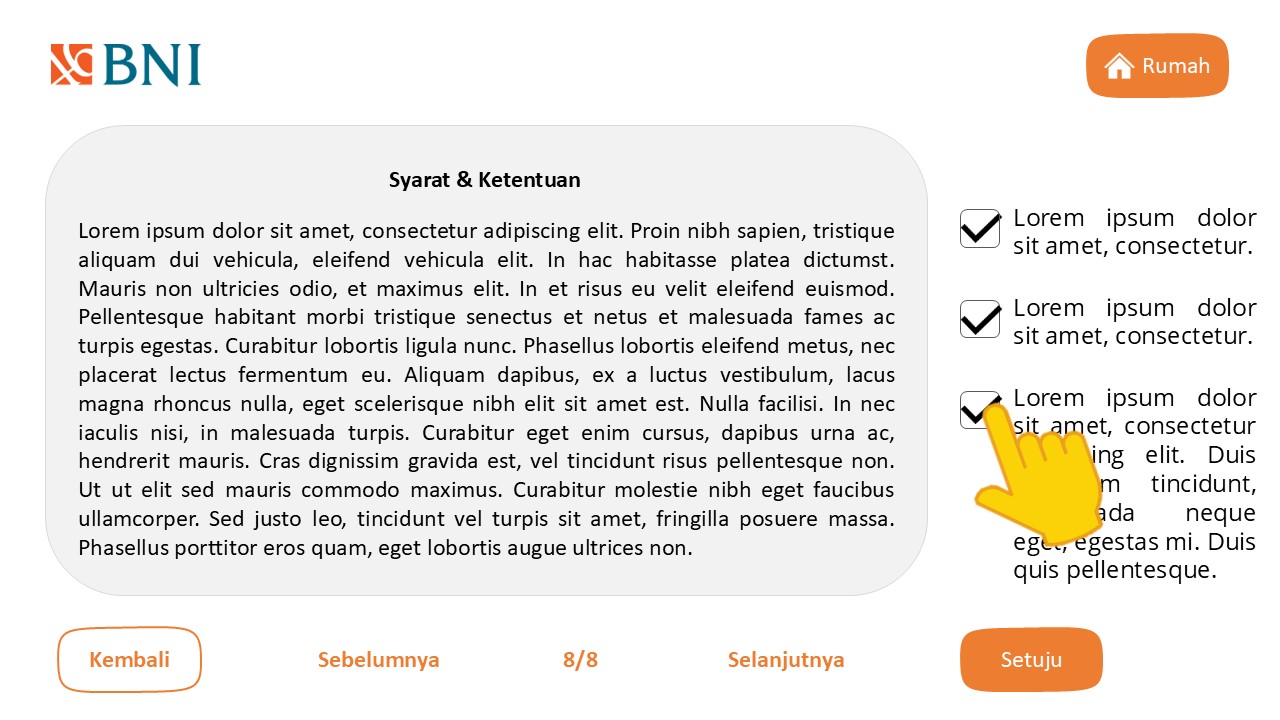 BNI
Rumah
Syarat & Ketentuan
Lorem ipsum dolor sit amet, consectetur adipiscing elit. Proin nibh sapien, tristique
aliquam dui vehicula, eleifend vehicula elit. In hac habitasse platea dictumst.
Mauris non ultricies odio, et maximus elit. In et risus eu velit eleifend euismod.
Pellentesque habitant morbi tristique senectus et netus et malesuada fames ac
turpis egestas. Curabitur lobortis ligula nunc. Phasellus lobortis eleifend metus, nec
placerat lectus fermentum eu. Aliquam dapibus, ex a luctus vestibulum, lacus
magna rhoncus nulla, eget scelerisque nibh elit sit amet est. Nulla facilisi. In nec
iaculis nisi, in malesuada turpis. Curabitur eget enim cursus, dapibus urna ac,
hendrerit mauris. Cras dignissim gravida est, vel tincidunt risus pellentesque non.
Ut ut elit sed mauris commodo maximus. Curabitur molestie nibh eget faucibus
ullamcorper. Sed justo leo, tincidunt vel turpis sit amet, fringilla posuere massa.
Phasellus porttitor eros quam, eget lobortis augue ultrices non.
Lorem ipsum dolor
sit amet, consectetur.
Lorem ipsum dolor
sit amet, consectetur.
Lorem ipsum dolor
sit amet, consectetur
elit. Duis
tincidunt,
neque
eget, egestas mi. Duis
quis pellentesque.
Kembali
Sebelumnya
8/8
Selanjutnya
Setuju